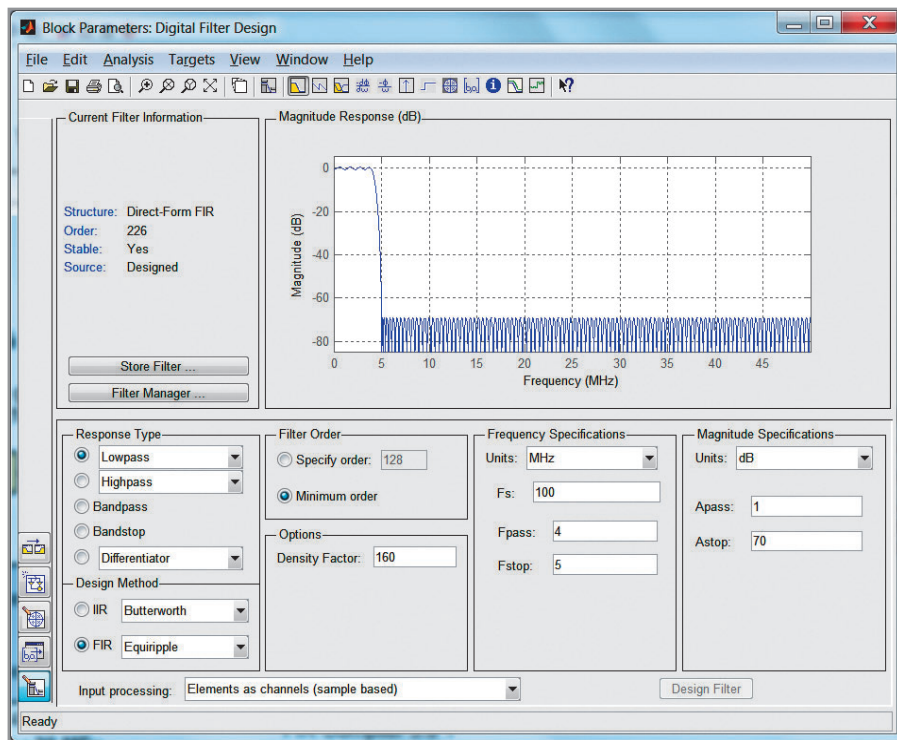 Block Parameters: Digital Filter Design
File Edit Analysis Targets View Window Help
Current Filter Information
Structure: Direct-Form FIR
Order: 226
Stable: Yes
Source: Designed
Store Filter ...
Filter Manager ...
Magnitude Response (dB)
Magnitude (dB)
0
-20
-40
-60
-80
0 5 10 15 20 25 30 35 40 45
Frequency (MHz)
Response Type
Lowpass
Highpass
Bandpass
Bandstop
Differentiator
Design Method
IIR Butterworth
FIR Equiripple
Filter Order
Specify order: 128
Minimum order
Options
Density Factor: 160
Frequency Specifications
Units: MHz
Fs: 100
Fpass: 4
Fstop: 5
Magnitude Specifications
Units: dB
Apass: 1
Astop: 70
Input processing: Elements as channels (sample based)
Design Filter
Ready